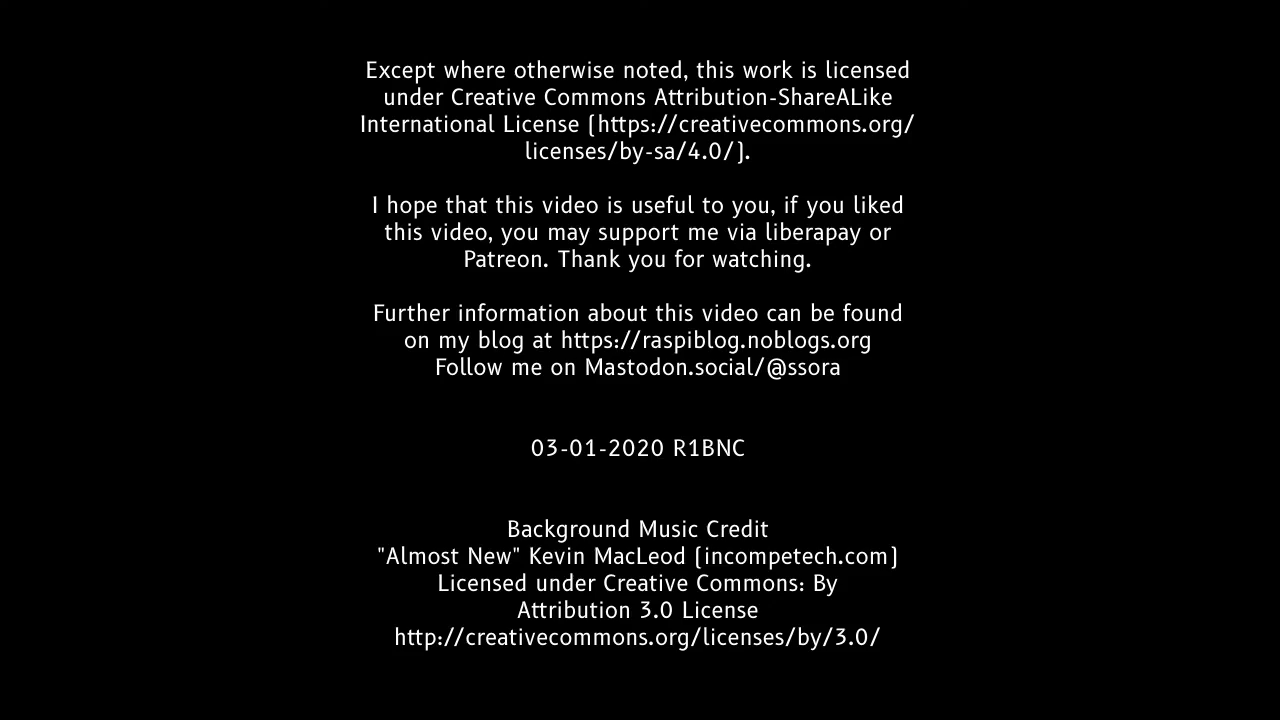 Except where otherwise noted, this work is licensed
under Creative Commons Attribution-ShareALike
International License (https://creativecommons.org/
licenses/by-sa/4.0/).
I hope that this video is useful to you, if you liked
this video, you may support me via liberapay or
Patreon. Thank you for watching.
Further information about this video can be found
on my blog at https://raspiblog.noblogs.org
Follow me on Mastodon.social/@ssora
03-01-2020 R1BNC
Background Music Credit
"Almost New" Kevin MacLeod (incompetech.com)
Licensed under Creative Commons: By
Attribution 3.0 License
http://creativecommons.org/licenses/by/3.0/